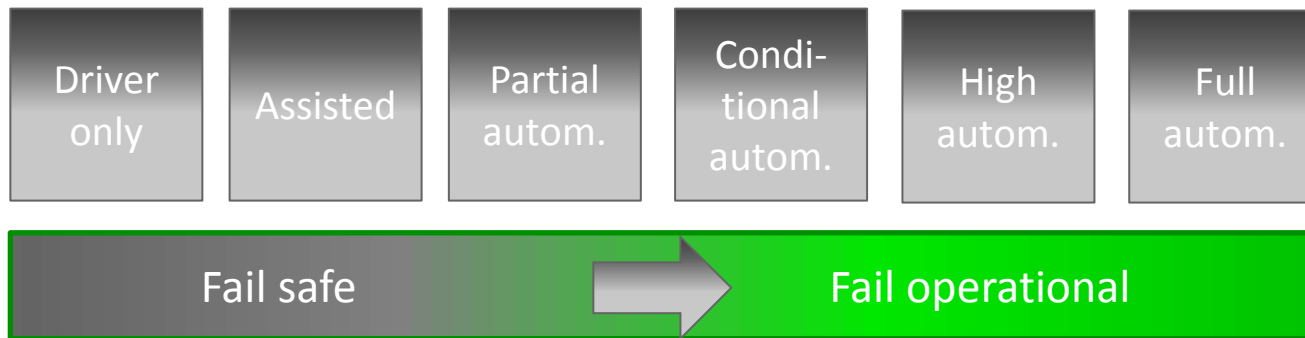 Driver
only
Assisted
Partial
autom.
Condi-
tional
autom.
High
autom.
Full
autom.
Fail safe
Fail operational